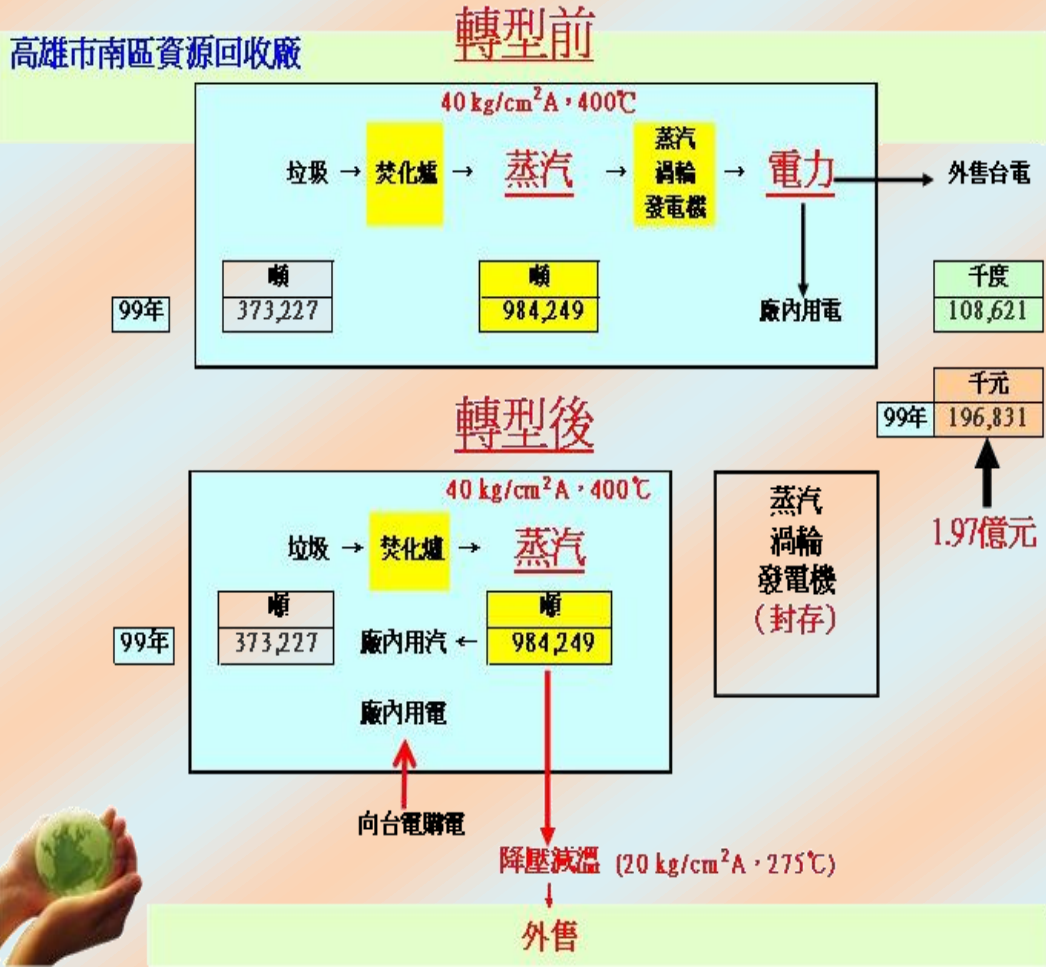 轉型前
高雄市南區資源回收廠
40 kg/cm²A,400℃
垃圾 → 焚化爐 → 蒸汽 → 蒸汽
渦輪
發電機 → 電力 外售台電
噸 噸 千度
99年 373,227 984,249 廠內用電 108,621
千元
99年 196,831
1.97億元
轉型後
40 kg/cm²A,400℃
垃圾 → 焚化爐 → 蒸汽
噸 噸
99年 373,227 廠內用汽 ← 984,249
廠內用電
向台電購電
蒸汽
渦輪
發電機
(封存)
降壓減溫 (20 kg/cm²A,275℃)
外售